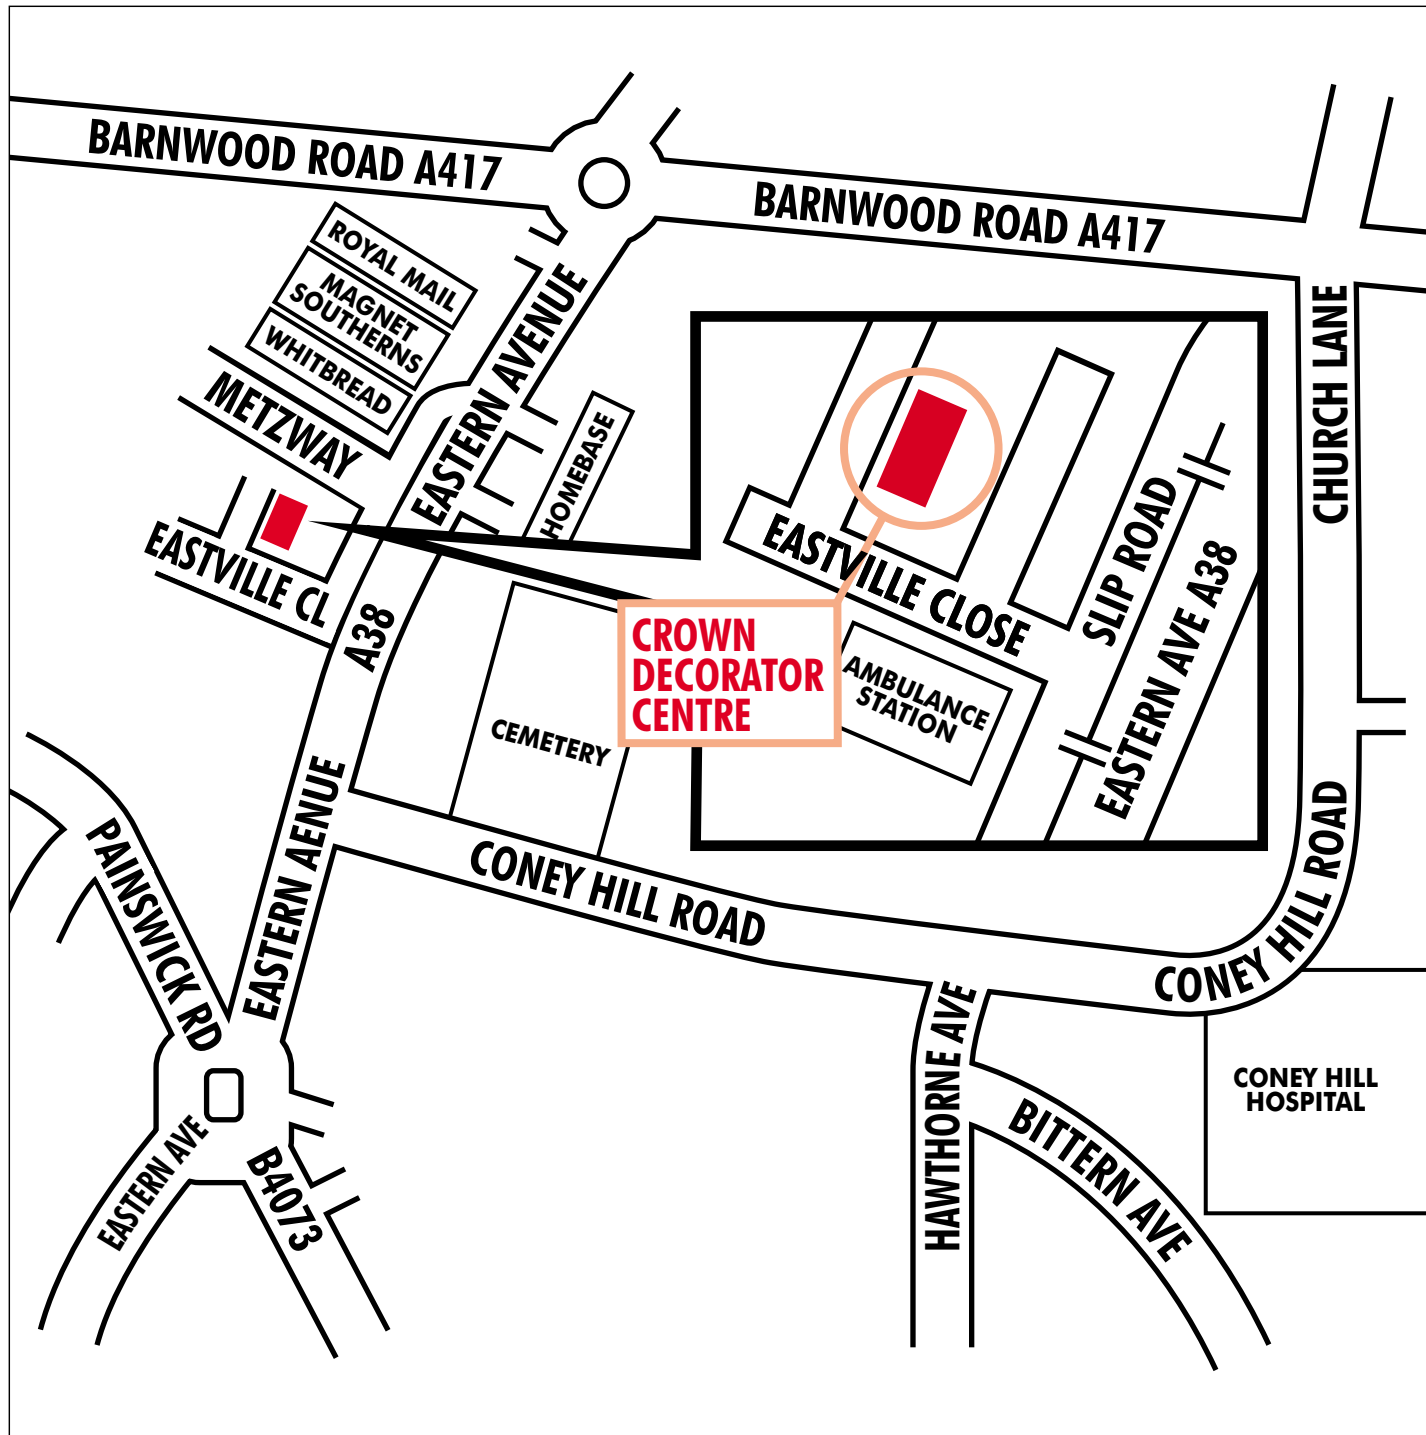 BARNWOOD ROAD A417
BARNWOOD ROAD A417
ROYAL MAIL
MAGNET
SOUTHERNS
WHITBREAD
METZWAY
EASTERN AVENUE
HOMEBASE
CHURCH LANE
EASTVILLE CL
A38
EASTVILLE CLOSE
SLIP ROAD
EASTERN AVE A38
CROWN
DECORATOR
CENTRE
AMBULANCE
STATION
CEMETERY
EASTERN AENUE
PAINSWICK RD
CONEY HILL ROAD
CONEY HILL ROAD
HAWTHORNE AVE
BITTERN AVE
CONEY HILL
HOSPITAL
EASTERN AVE
B4073